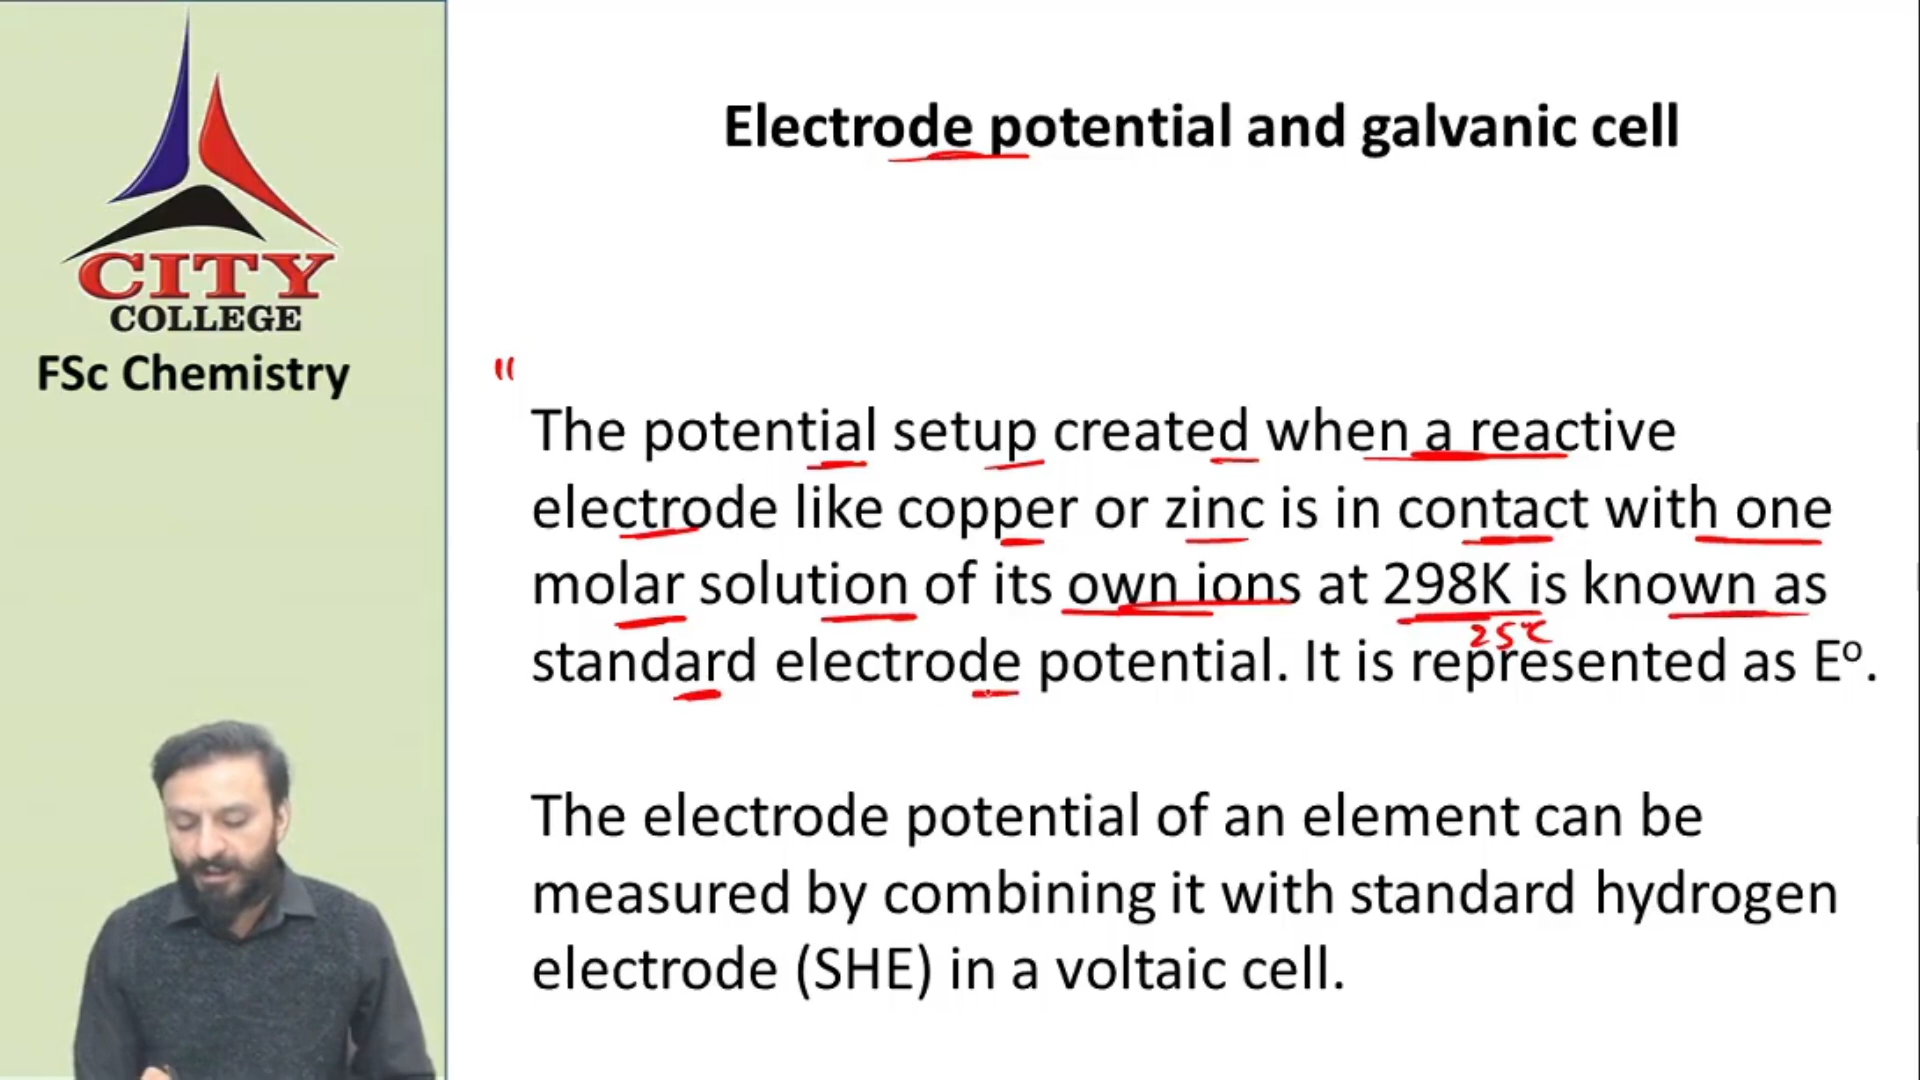 CITY
COLLEGE
FSc Chemistry
Electrode potential and galvanic cell
"
The potential setup created when a reactive
electrode like copper or zinc is in contact with one
molar solution of its own ions at 298K is known as
25℃
standard electrode potential. It is represented as Eº.
The electrode potential of an element can be
measured by combining it with standard hydrogen
electrode (SHE) in a voltaic cell.